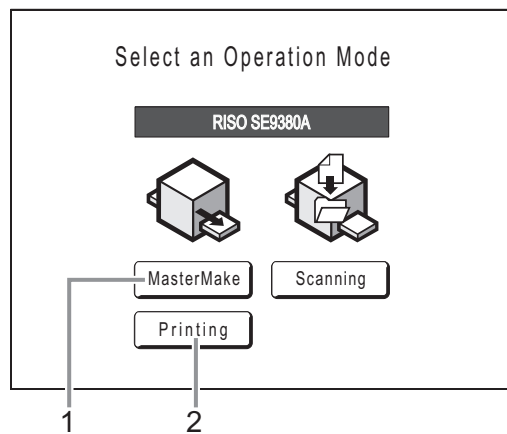 Select an Operation Mode
RISO SE9380A
MasterMake Scanning
Printing
1 2